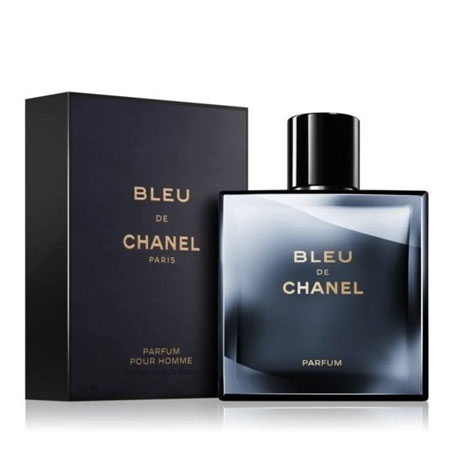 BLEU
DE
CHANEL
PARIS
PARFUM
POUR HOMME
BLEU
DE
CHANEL
PARFUM